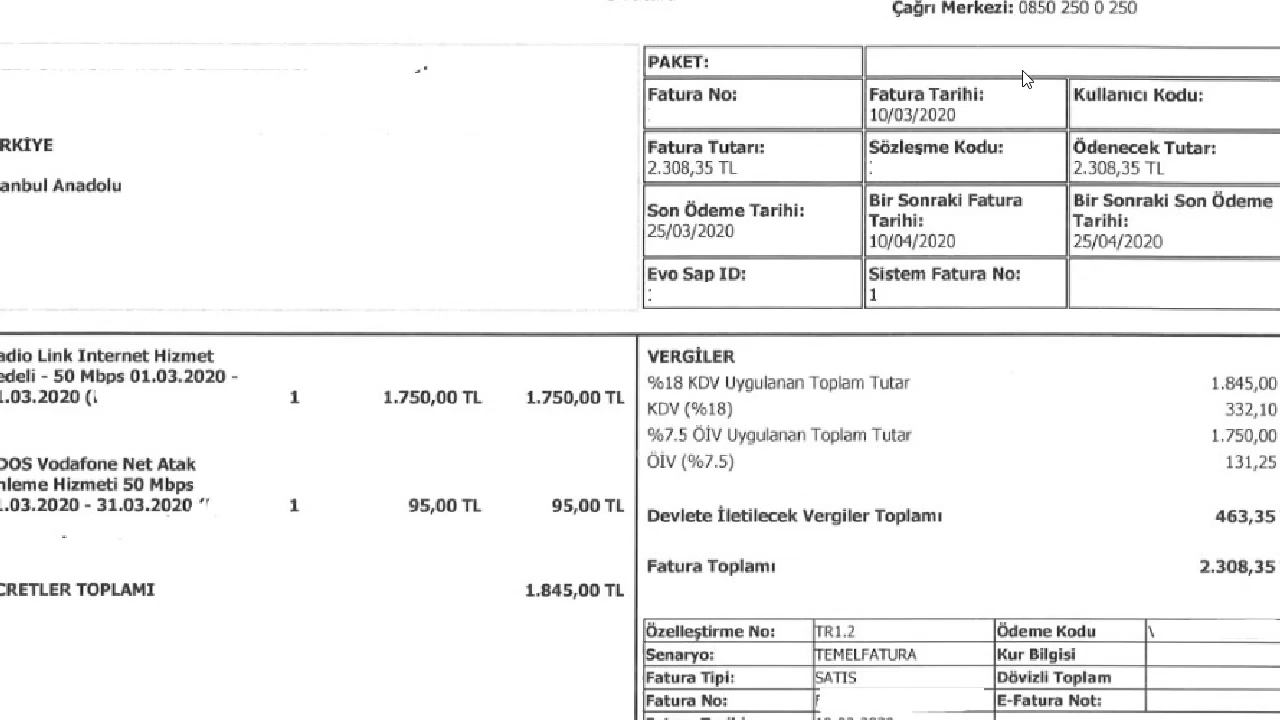 Çağrı Merkezi: 0850 250 0 250
PAKET:
Fatura No:
Fatura Tarihi:
10/03/2020
Kullanıcı Kodu:
RKİYE
Fatura Tutarı:
2.308,35 TL
Sözleşme Kodu:
:
Ödenecek Tutar:
2.308,35 TL
anbul Anadolu
Son Ödeme Tarihi:
25/03/2020
Bir Sonraki Fatura
Tarihi:
10/04/2020
Bir Sonraki Son Ödeme
Tarihi:
25/04/2020
Evo Sap ID:
:
Sistem Fatura No:
1
adio Link Internet Hizmet
edeli - 50 Mbps 01.03.2020 -
1.03.2020 (
1 1.750,00 TL 1.750,00 TL
DOS Vodafone Net Atak
nleme Hizmeti 50 Mbps
1.03.2020 - 31.03.2020
1 95,00 TL 95,00 TL
CRETLER TOPLAMI 1.845,00 TL
VERGİLER
%18 KDV Uygulanan Toplam Tutar 1.845,00
KDV (%18) 332,10
%7.5 ÖİV Uygulanan Toplam Tutar 1.750,00
ÖİV (%7.5) 131,25
Devlete İletilecek Vergiler Toplamı 463,35
Fatura Toplamı 2.308,35
Özelleştirme No: TR1.2 Ödeme Kodu
Senaryo: TEMELFATURA Kur Bilgisi
Fatura Tipi: SATIS Dövizli Toplam
Fatura No: E-Fatura Not: